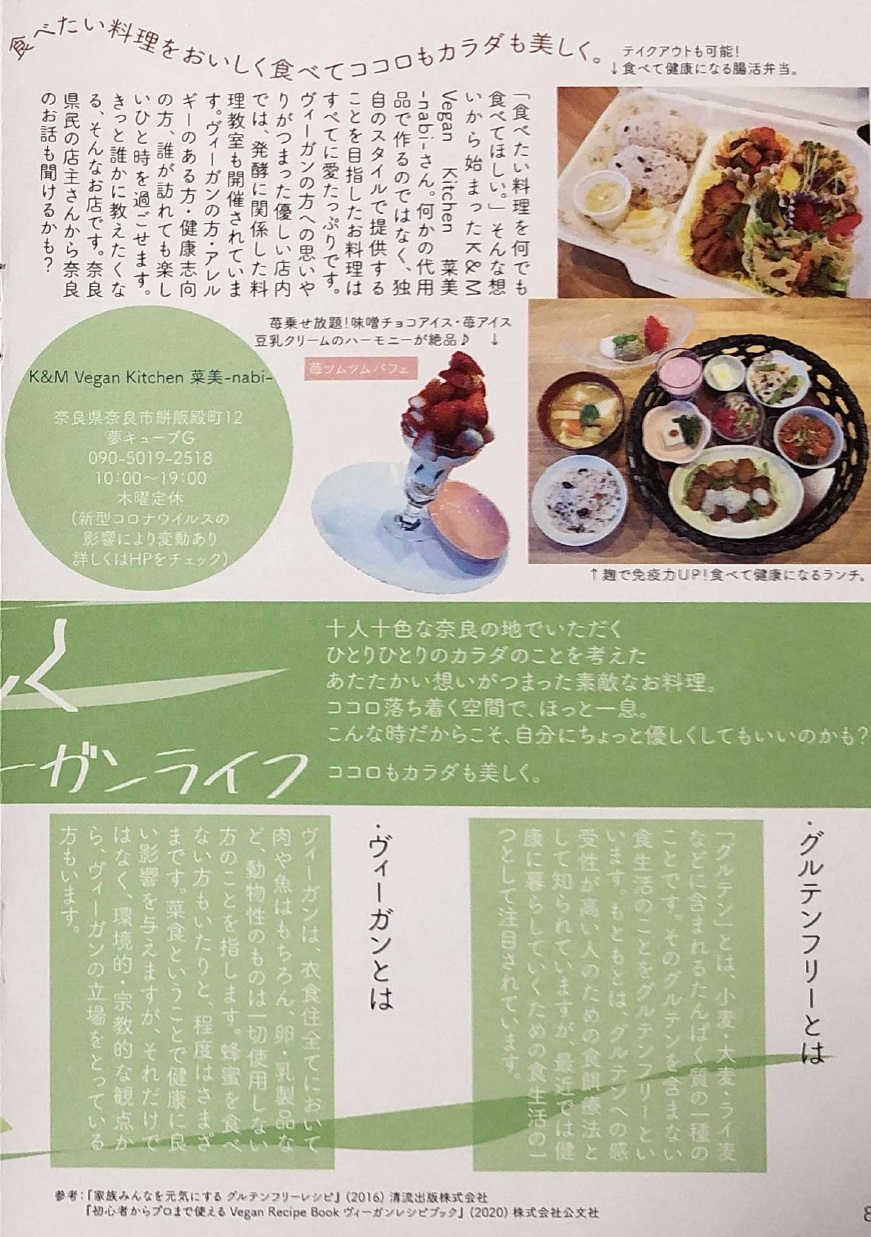 食べたい料理をおいしく食べてココロもカラダも美しく。
テイクアウトも可能!
↓食べて健康になる腸活弁当。
「食べたい料理を何でも
食べてほしい。」そんな想
いから始まったK&M
Vegan Kitchen 菜美
-nabi-さん。何かの代用
品で作るのではなく、独
自のスタイルで提供する
ことを目指したお料理は
すべてに愛たっぷりです。
ヴィーガンの方への思いや
りがつまった優しい店内
では、発酵に関係した料
理教室も開催されていま
す。ヴィーガンの方・アレル
ギーのある方・健康志向
の方、誰が訪れても楽し
いひと時を過ごせます。
きっと誰かに教えたくな
る、そんなお店です。奈良
県民の店主さんから奈良
のお話も聞けるかも?
苺乗せ放題!味噌チョコアイス・苺アイス
豆乳クリームのハーモニーが絶品♪ ↓
苺ツムツムパフェ
K&M Vegan Kitchen 菜美-nabi-
奈良県奈良市餅飯殿町12
夢キューブG
090-5019-2518
10:00〜19:00
木曜定休
(新型コロナウイルスの
影響により変動あり
詳しくはHPをチェック)
↑麹で免疫力UP!食べて健康になるランチ。
く
ーガンライフ
十人十色な奈良の地でいただく
ひとりひとりのカラダのことを考えた
あたたかい想いがつまった素敵なお料理。
ココロ落ち着く空間で、ほっと一息。
こんな時だからこそ、自分にちょっと優しくしてもいいのかも?
ココロもカラダも美しく。
・グルテンフリーとは
「グルテン」とは、小麦・大麦・ライ麦
などに含まれるたんぱく質の一種の
ことです。そのグルテンを含まない
食生活のことをグルテンフリーとい
います。もともとは、グルテンへの感
受性が高い人のための食餌療法と
して知られていますが、最近では健
康に暮らしていくための食生活の一
つとして注目されています。
・ヴィーガンとは
ヴィーガンは、衣食住全てにおいて
肉や魚はもちろん、卵・乳製品な
ど、動物性のものは一切使用しない
方のことを指します。蜂蜜を食べ
ない方もいたりと、程度はさまざ
まです。菜食ということで健康に良
い影響を与えますが、それだけで
はなく、環境的・宗教的な観点か
ら、ヴィーガンの立場をとっている
方もいます。
参考:『家族みんなを元気にする グルテンフリーレシピ』(2016) 清流出版株式会社
『初心者からプロまで使える Vegan Recipe Book ヴィーガンレシピブック』(2020) 株式会社公文社
8